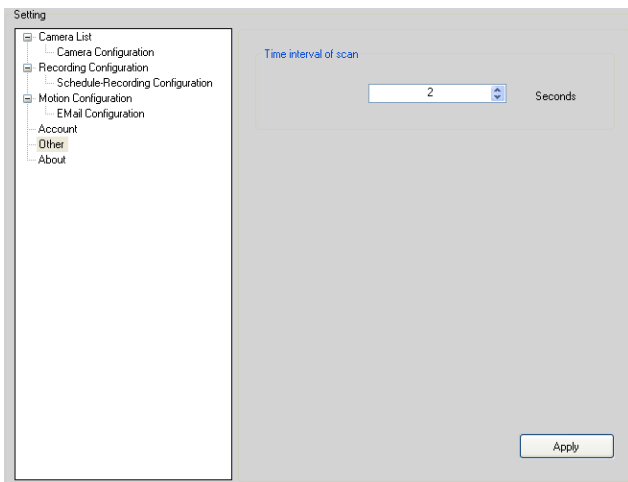 Setting
Camera List
Camera Configuration
Recording Configuration
Schedule-Recording Configuration
Motion Configuration
EMail Configuration
Account
Other
About
Time interval of scan
2
Seconds
Apply